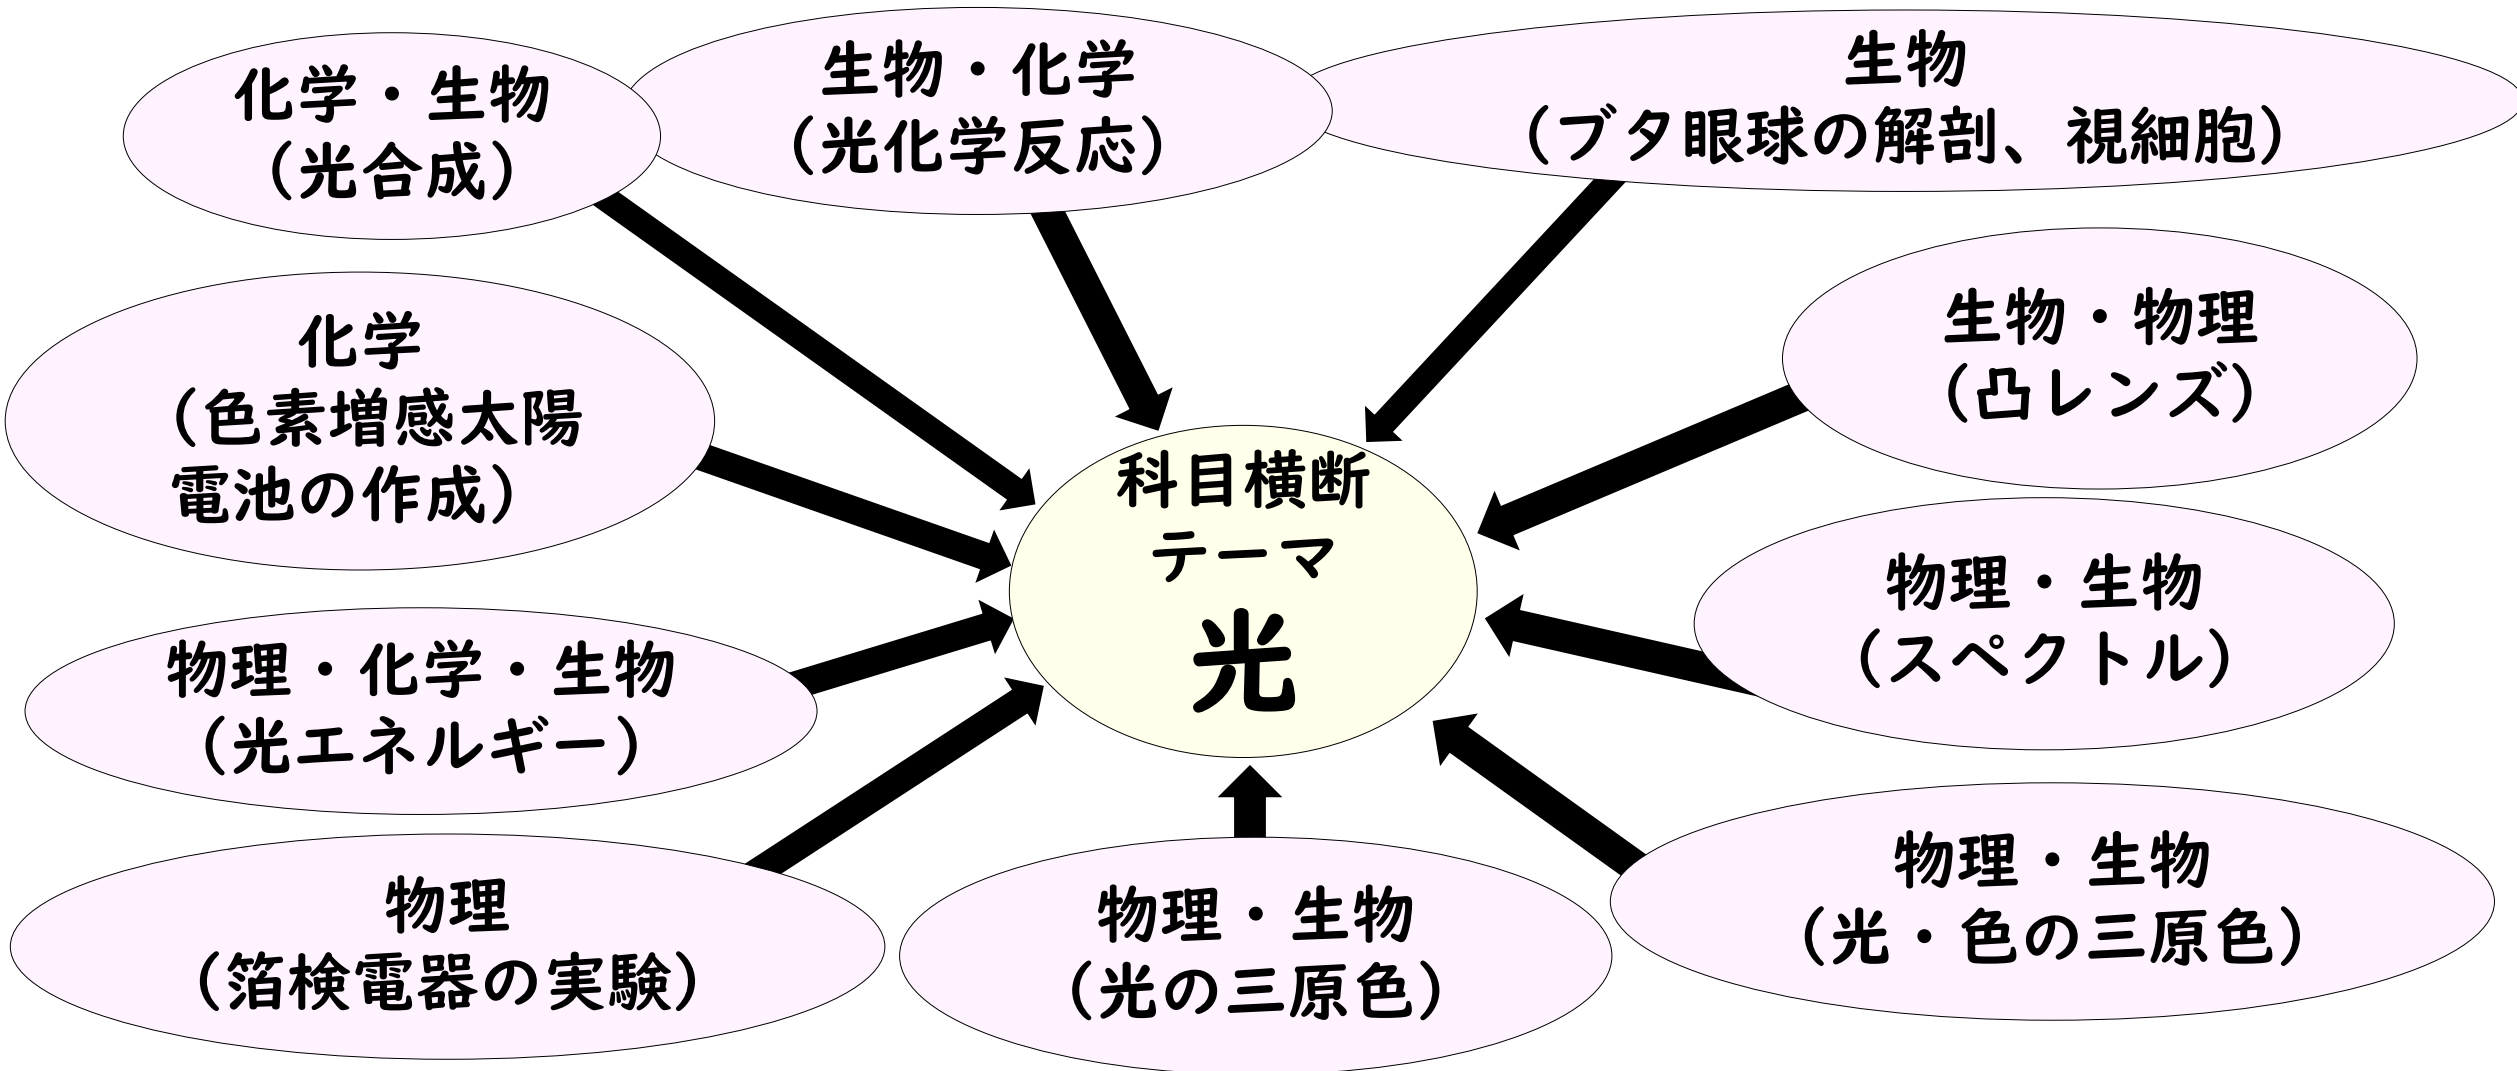 化学・生物
（光合成）
生物・化学
（光化学反応）
生物
（ブタ眼球の解剖、視細胞）
化学
（色素増感太陽
電池の作成）
生物・物理
（凸レンズ）
科目横断
テーマ
光
物理・生物
（スペクトル）
物理・化学・生物
（光エネルギー）
物理
（箔検電器の実験）
物理・生物
（光の三原色）
物理・生物
（光・色の三原色）